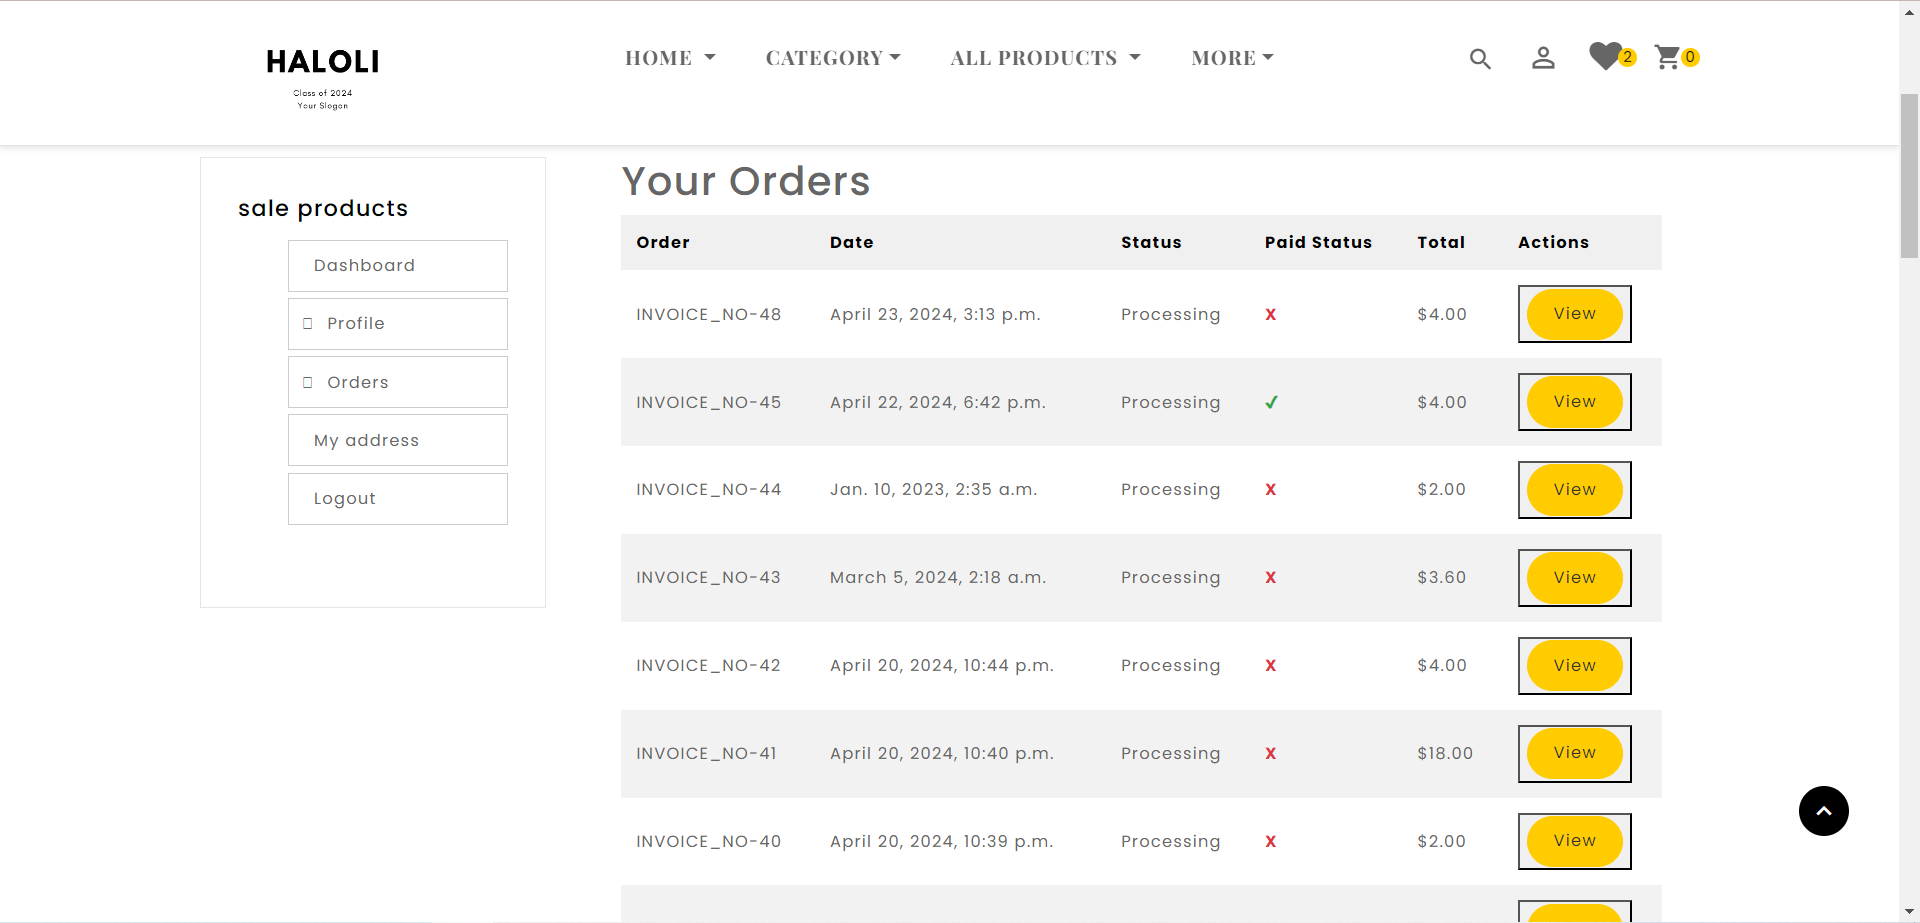 HALOLI
Class of 2024
Your Slogan
HOME
CATEGORY
ALL PRODUCTS
MORE
2
0
sale products
Dashboard
Profile
Orders
My address
Logout
Your Orders
Order Date Status Paid Status Total Actions
INVOICE_NO-48 April 23, 2024, 3:13 p.m. Processing X $4.00 View
INVOICE_NO-45 April 22, 2024, 6:42 p.m. Processing ✓ $4.00 View
INVOICE_NO-44 Jan. 10, 2023, 2:35 a.m. Processing X $2.00 View
INVOICE_NO-43 March 5, 2024, 2:18 a.m. Processing X $3.60 View
INVOICE_NO-42 April 20, 2024, 10:44 p.m. Processing X $4.00 View
INVOICE_NO-41 April 20, 2024, 10:40 p.m. Processing X $18.00 View
INVOICE_NO-40 April 20, 2024, 10:39 p.m. Processing X $2.00 View